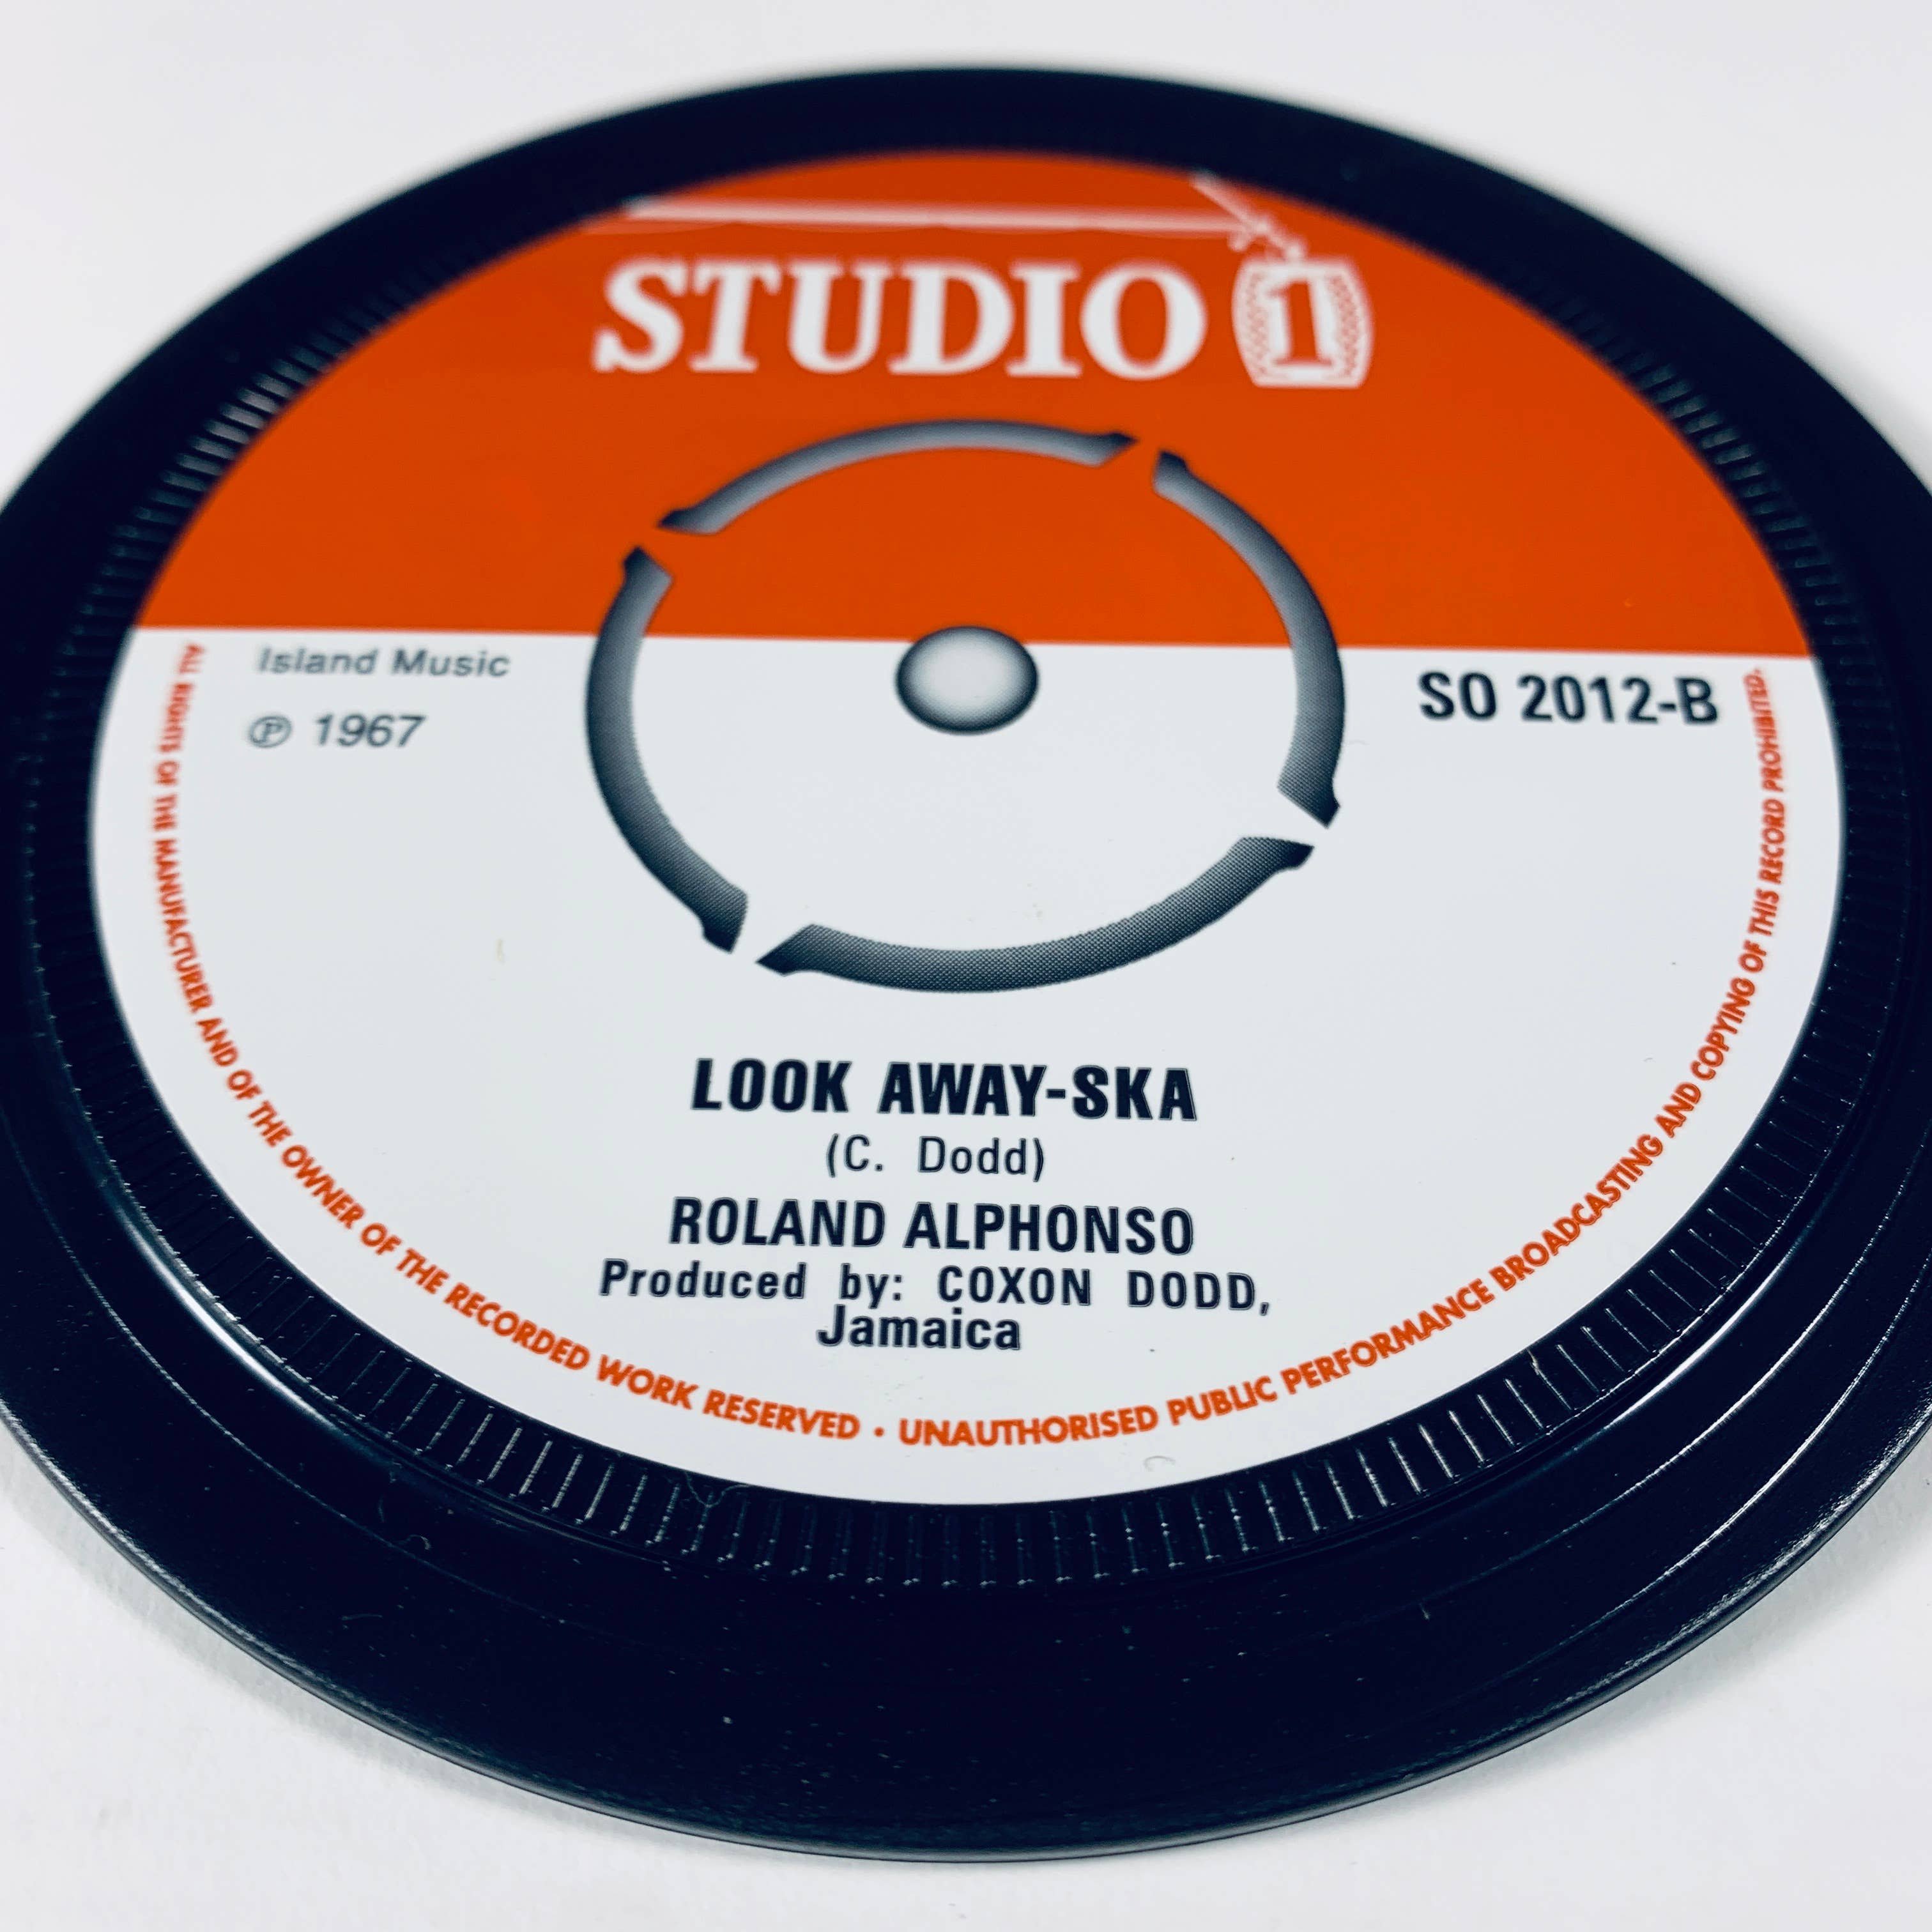 STUDIO 1
Island Music
℗ 1967
SO 2012-B
LOOK AWAY-SKA
(C. Dodd)
ROLAND ALPHONSO
Produced by: COXON DODD,
Jamaica
ALL RIGHTS OF THE MANUFACTURER AND OF THE OWNER OF THE RECORDED WORK RESERVED • UNAUTHORISED PUBLIC PERFORMANCE BROADCASTING AND COPYING OF THIS RECORD PROHIBITED.